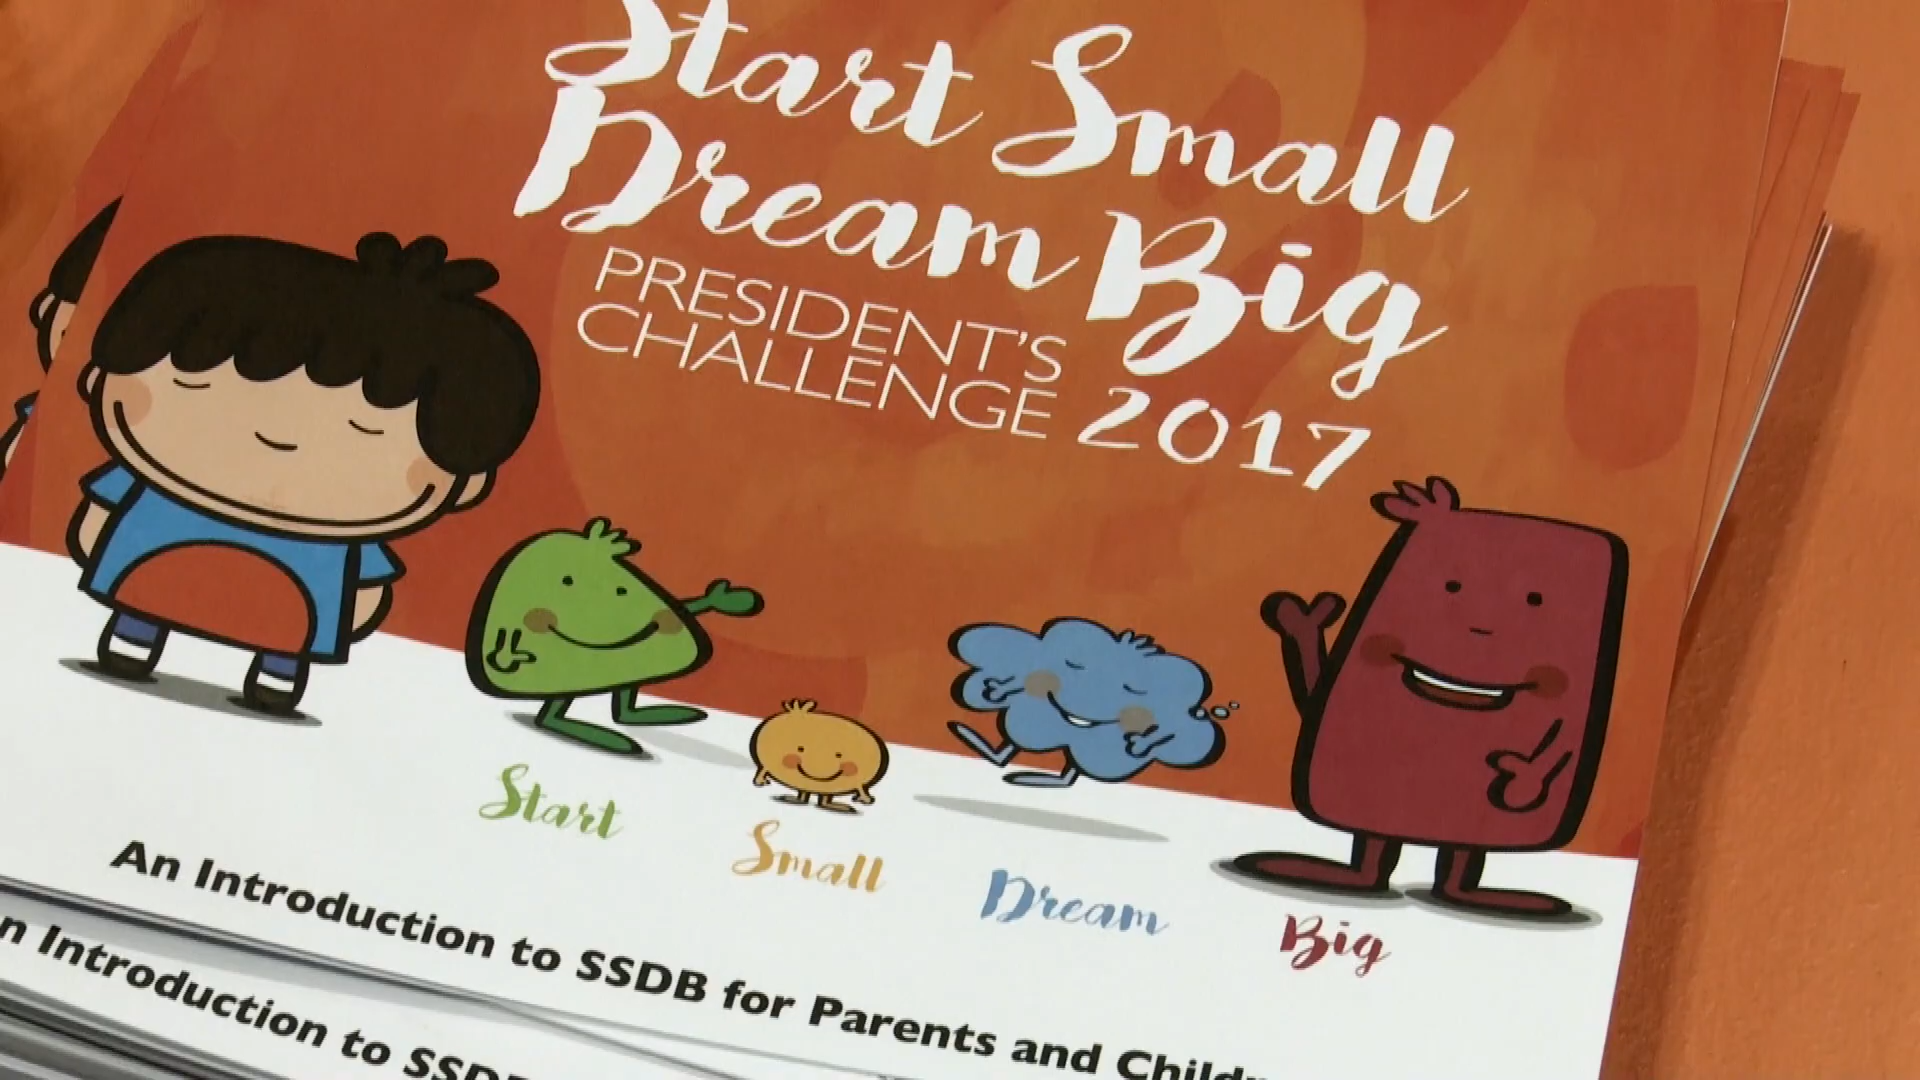 Start Small
Dream Big
PRESIDENT'S
CHALLENGE 2017
Start
Small
Dream
Big
An Introduction to SSDB for Parents and
Introduction to